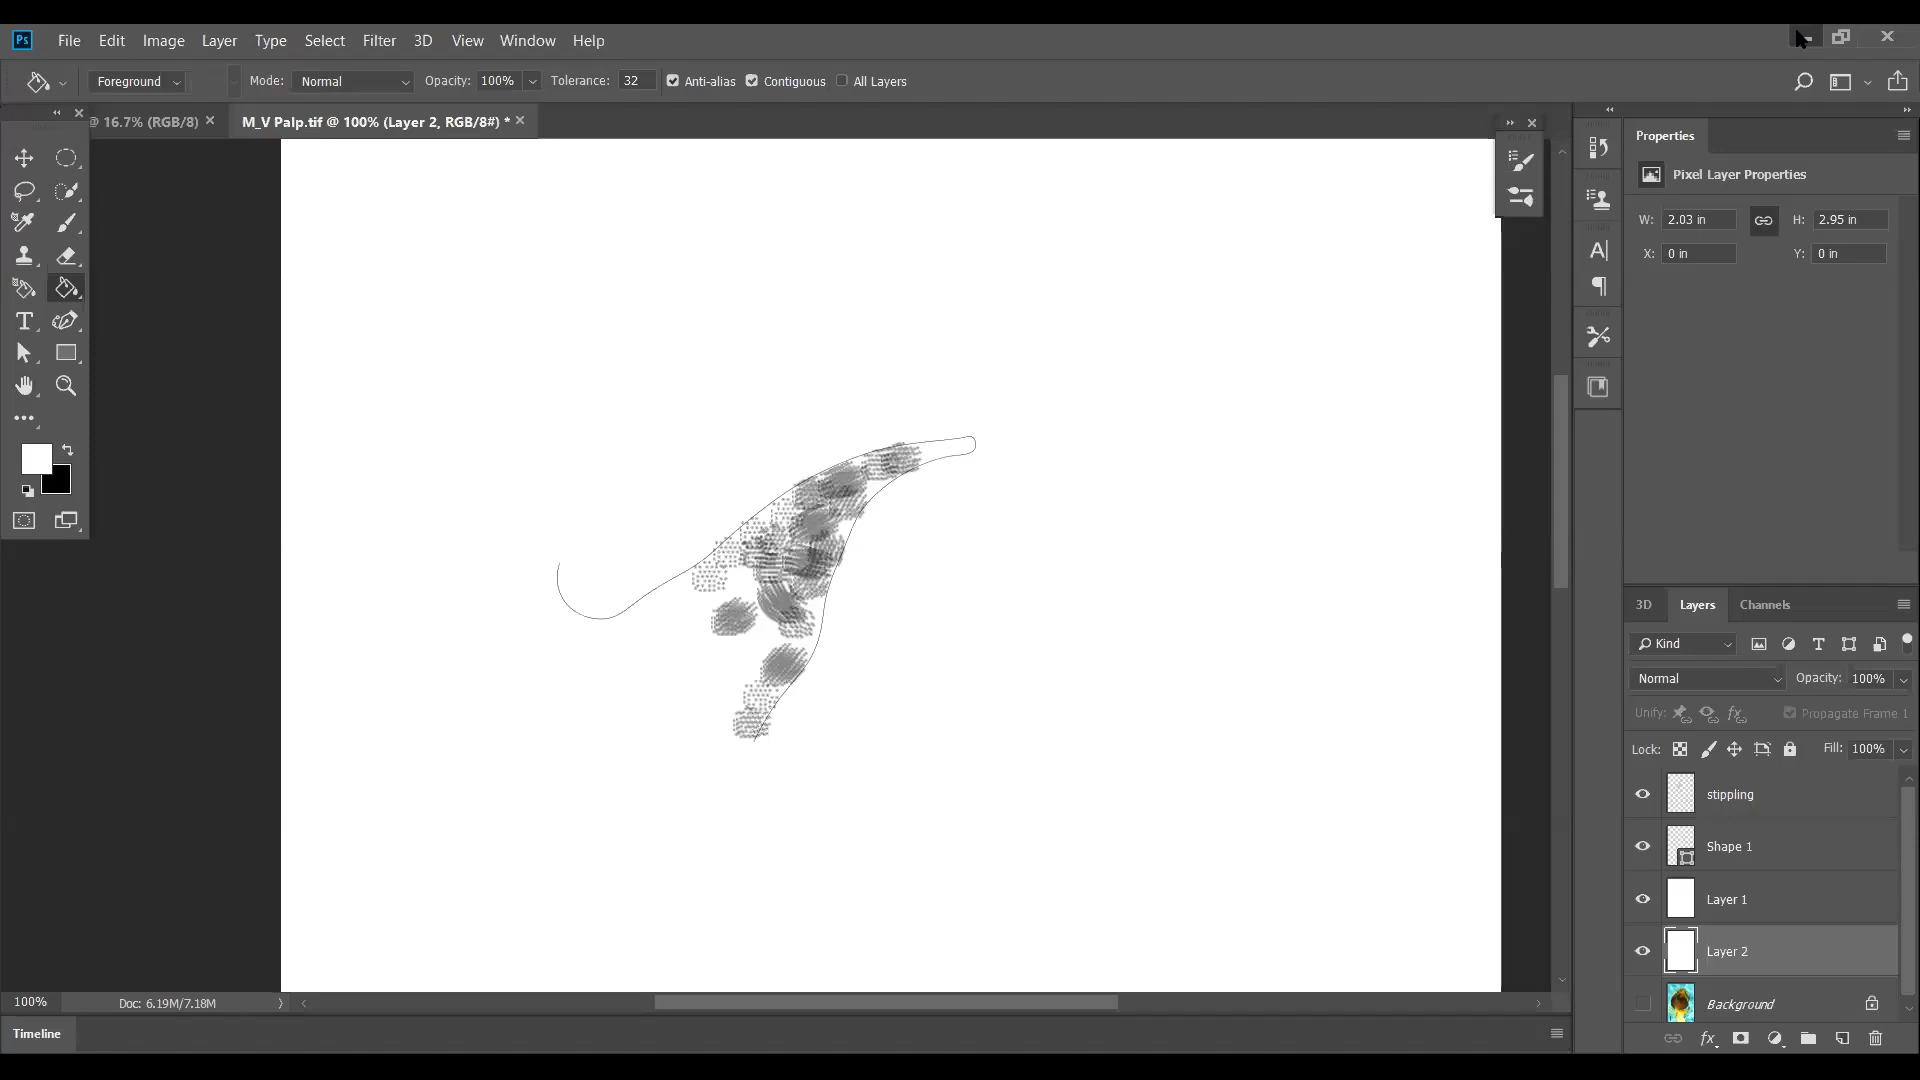 Ps File Edit Image Layer Type Select Filter 3D View Window Help
Foreground Mode: Normal Opacity: 100% Tolerance: 32 Anti-alias Contiguous All Layers
@ 16.7% (RGB/8) M_V Palp.tif @ 100% (Layer 2, RGB/8#) *
Properties
Pixel Layer Properties
W: 2.03 in H: 2.95 in
X: 0 in Y: 0 in
3D Layers Channels
Kind
Normal Opacity: 100%
Unify: Propagate Frame 1
Lock: Fill: 100%
stippling
Shape 1
Layer 1
Layer 2
Background
100% Doc: 6.19M/7.18M
Timeline